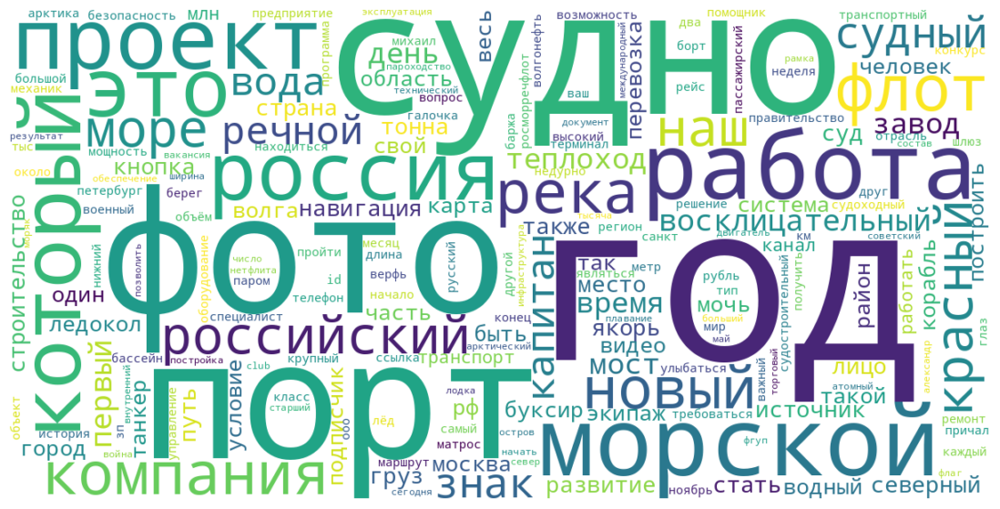 арктика
безопасность
млн
предприятие
эксплуатация
возможность
помощник
транспортный
проект
судно
судный
конкурс
программа
михаил
день
пароходство
весь
волгонефть
два
борт
международный
пассажирский
рамка
неделя
человек
большой
механик
это
вода
область
технический
вопрос
росморречфлот
ваш
перевозка
рейс
правительство
флот
который
море
страна
галочка
баржа
документ
высокий
наш
суд
отрасль
завод
результат
тыс
мощность
вакансия
речной
тонна
находиться
свой
терминал
теплоход
недурно
работа
состав
шлюз
около
обеспечение
кнопка
ширина
россия
река
решение
друг
судоходный
система
каждый
петербург
берег
военный
объём
волга
навигация
карта
также
тысяча
регион
санкт
восклицательный
двигатель
км
советский
построить
строительство
моряк
нижний
позволить
фото
пройти
месяц
длина
русский
другой
инфраструктура
капитан
так
являться
метр
год
рубль
тип
канал
судостроительный
получить
район
работать
корабль
красный
оборудование
число
нетфлита
паром
id
верфь
телефон
начало
место
время
мочь
больший
один
ледокол
специалист
часть
конец
якорь
плавание
мир
май
глаз
российский
быть
арктический
видео
бассейн
постройка
club
крупный
ссылка
транспорт
мост
улыбаться
важный
торговый
лицо
александр
первый
внутренний
порт
условие
класс
старший
подписчик
лодка
рф
новый
атомный
такой
объект
танкер
зп
управление
путь
лёд
ооо
самый
остров
буксир
экипаж
требоваться
источник
ремонт
причал
история
город
война
маршрут
матрос
начать
морской
фгуп
каждый
флаг
компания
груз
сегодня
москва
север
знак
развитие
ноябрь
стать
водный
северный